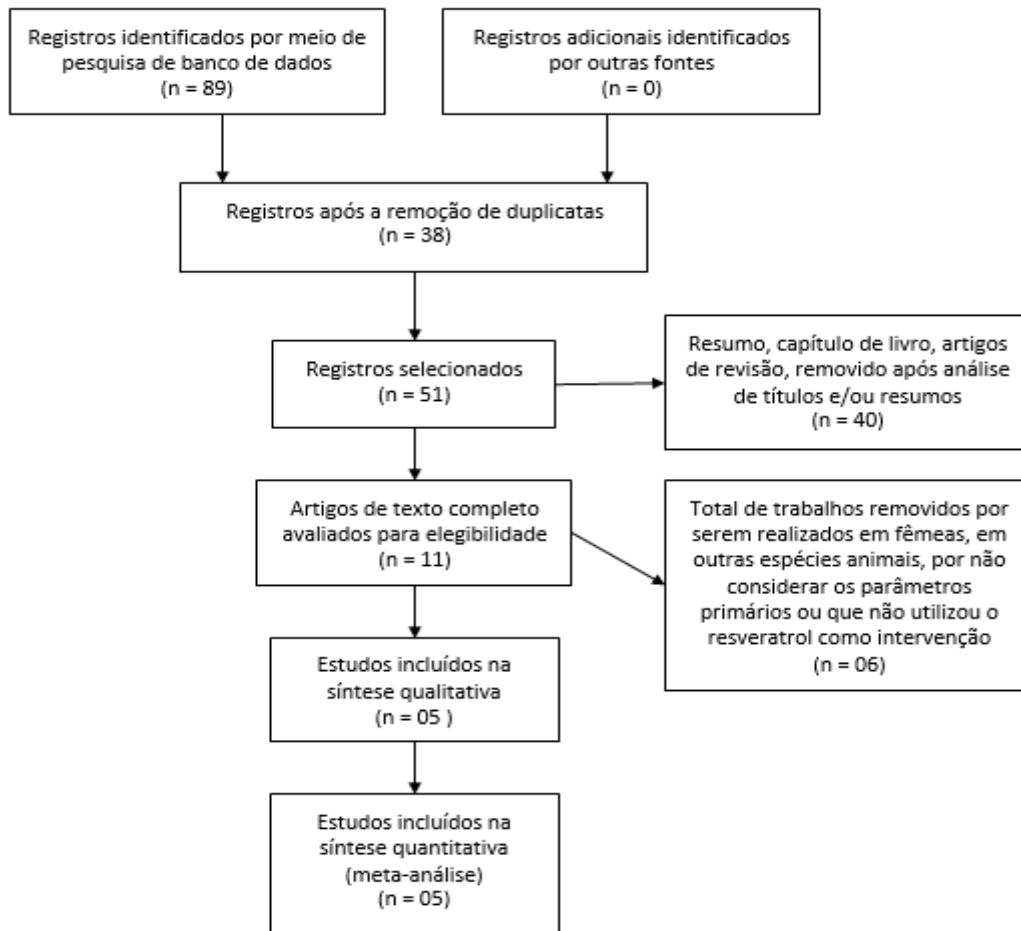 Registros identificados por meio de
pesquisa de banco de dados
(n = 89)
Registros adicionais identificados
por outras fontes
(n = 0)
Registros após a remoção de duplicatas
(n = 38)
Registros selecionados
(n = 51)
Resumo, capítulo de livro, artigos
de revisão, removido após análise
de títulos e/ou resumos
(n = 40)
Artigos de texto completo
avaliados para elegibilidade
(n = 11)
Total de trabalhos removidos por
serem realizados em fêmeas, em
outras espécies animais, por não
considerar os parâmetros
primários ou que não utilizou o
resveratrol como intervenção
(n = 06)
Estudos incluídos na
síntese qualitativa
(n = 05 )
Estudos incluídos na
síntese quantitativa
(meta-análise)
(n = 05)